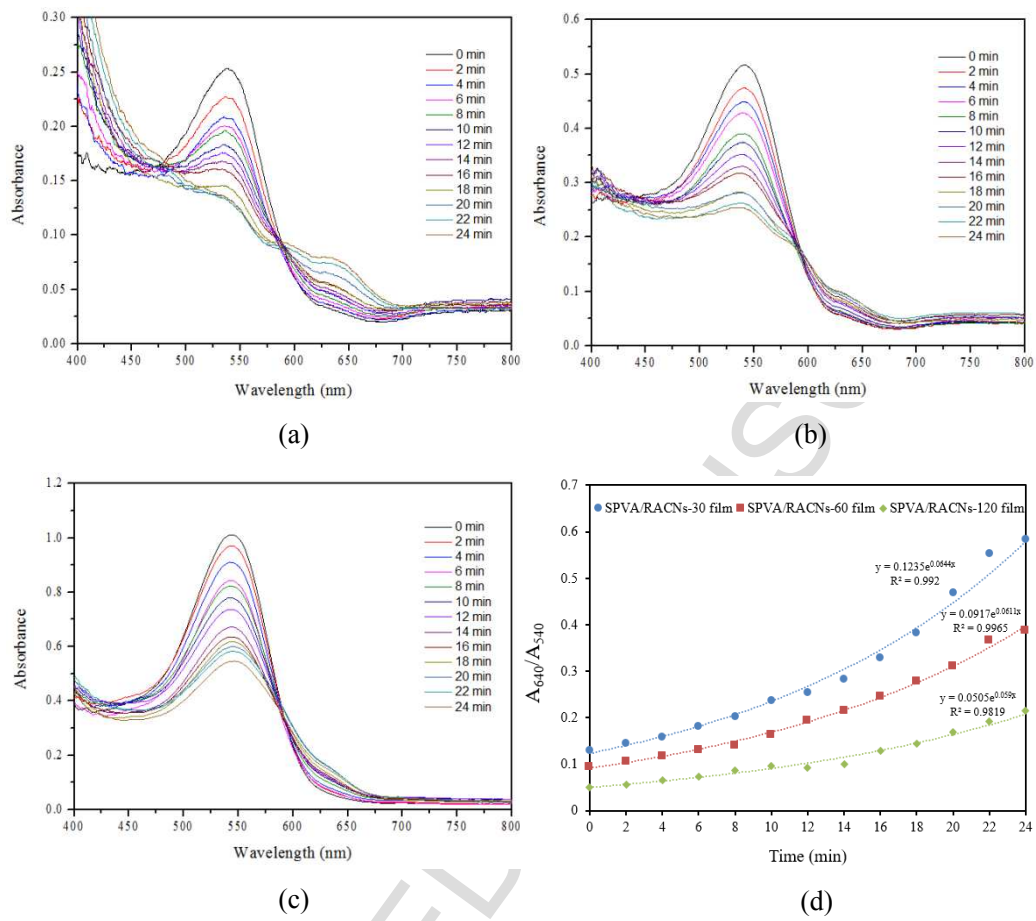 0.30
0.25
0.20
0.15
0.10
0.05
0.00
Absorbance
400 450 500 550 600 650 700 750 800
Wavelength (nm)
0 min
2 min
4 min
6 min
8 min
10 min
12 min
14 min
16 min
18 min
20 min
22 min
24 min
(a)
0.6
0.5
0.4
0.3
0.2
0.1
0.0
Absorbance
400 450 500 550 600 650 700 750 800
Wavelength (nm)
0 min
2 min
4 min
6 min
8 min
10 min
12 min
14 min
16 min
18 min
20 min
22 min
24 min
(b)
1.2
1.0
0.8
0.6
0.4
0.2
0.0
Absorbance
400 450 500 550 600 650 700 750 800
Wavelength (nm)
0 min
2 min
4 min
6 min
8 min
10 min
12 min
14 min
16 min
18 min
20 min
22 min
24 min
(c)
0.7
0.6
0.5
0.4
0.3
0.2
0.1
0
A640/A540
SPVA/RACNs-30 film SPVA/RACNs-60 film SPVA/RACNs-120 film
y = 0.1235e^0.0644x
R² = 0.992
y = 0.0917e^0.0611x
R² = 0.9965
y = 0.0505e^0.059x
R² = 0.9819
0 2 4 6 8 10 12 14 16 18 20 22 24
Time (min)
(d)